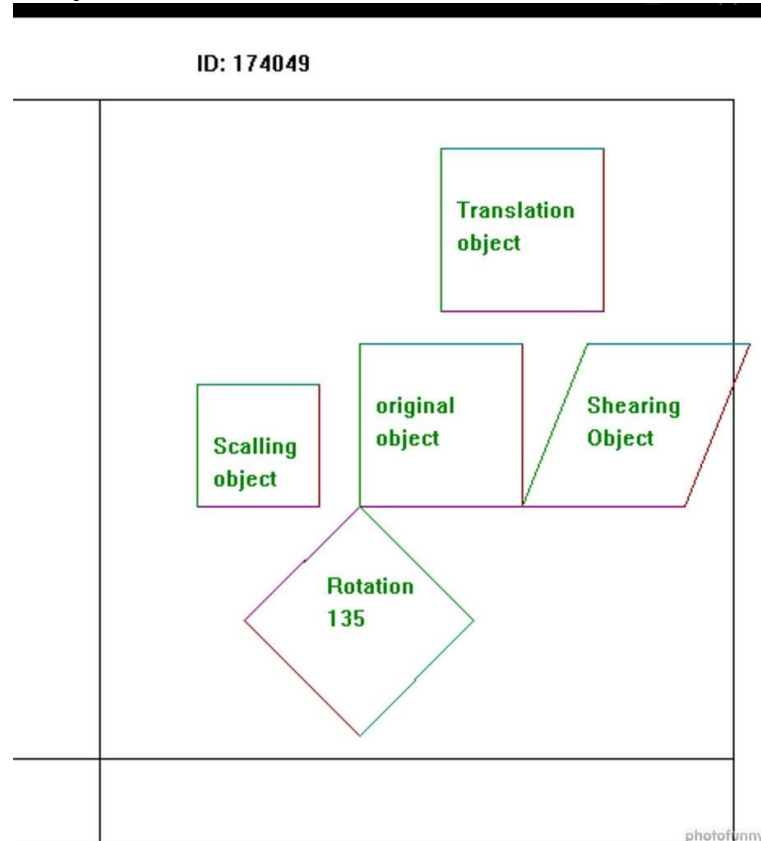 ID: 174049
Translation
object
original
object
Shearing
Object
Scalling
object
Rotation
135
photofunny